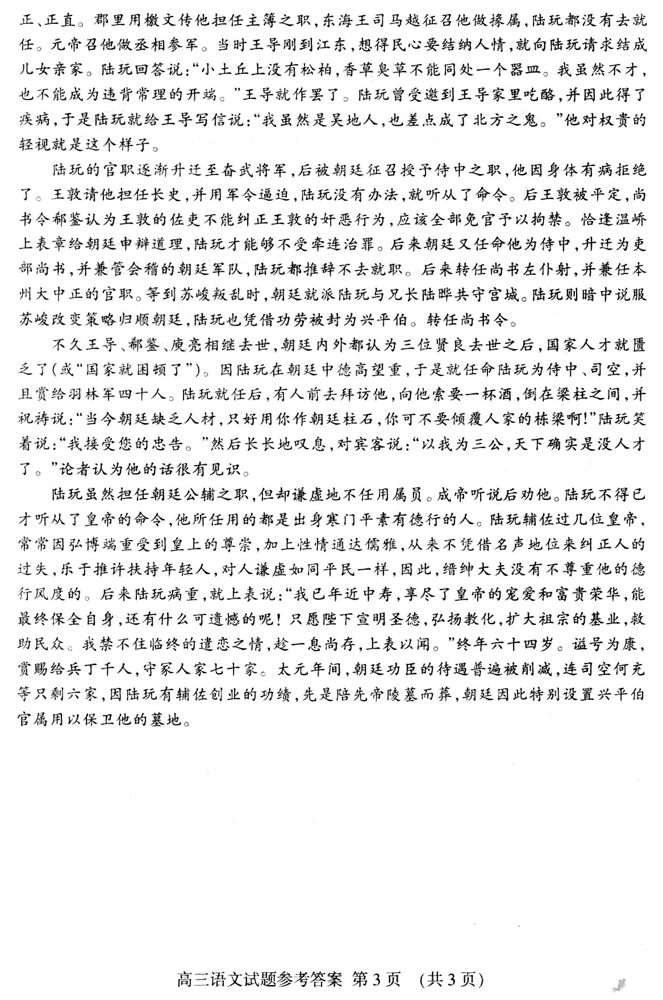 正、正直。郡里用檄文传他担任主簿之职,东海王司马越征召他做掾属,陆玩都没有去就
任。元帝召他做丞相参军。当时王导刚到江东,想得民心要结纳人情,就向陆玩请求结成
儿女亲家。陆玩回答说:“小土丘上没有松柏,香草臭草不能同处一个器皿。我虽然不才,
也不能成为违背常理的开端。”王导就作罢了。陆玩曾受邀到王导家里吃酪,并因此得了
疾病,于是陆玩就给王导写信说:“我虽然是吴地人,也差点成了北方之鬼。”他对权贵的
轻视就是这个样子。
陆玩的官职逐渐升迁至奋武将军,后被朝廷征召授予侍中之职,他因身体有病拒绝
了。王敦请他担任长史,并用军令逼迫,陆玩没有办法,就听从了命令。后王敦被平定,尚
书令郗鉴认为王敦的佐吏不能纠正王敦的奸恶行为,应该全部免官予以拘禁。恰逢温峤
上表章给朝廷申辩道理,陆玩才能够不受牵连治罪。后来朝廷又任命他为侍中,升迁为吏
部尚书,并兼管会稽的朝廷军队,陆玩都推辞不去就职。后来转任尚书左仆射,并兼任本
州大中正的官职。等到苏峻叛乱时,朝廷就派陆玩与兄长陆晔共守宫城。陆玩则暗中说服
苏峻改变策略归顺朝廷,陆玩也凭借功劳被封为兴平伯。转任尚书令。
不久王导、郗鉴、庾亮相继去世,朝廷内外都认为三位贤良去世之后,国家人才就匮
乏了(或“国家就困顿了”)。因陆玩在朝廷中德高望重,于是就任命陆玩为侍中、司空,并
且赏给羽林军四十人。陆玩就任后,有人前去拜访他,向他索要一杯酒,倒在梁柱之间,并
祝祷说:“当今朝廷缺乏人材,只好用你作朝廷柱石,你可不要倾覆人家的栋梁啊!”陆玩笑
着说:“我接受您的忠告。”然后长长地叹息,对宾客说:“以我为三公,天下确实是没人才
了。”论者认为他的话很有见识。
陆玩虽然担任朝廷公辅之职,但却谦虚地不任用属员。成帝听说后劝他。陆玩不得已
才听从了皇帝的命令,他所任用的都是出身寒门平素有德行的人。陆玩辅佐过几位皇帝,
常常因弘博端重受到皇上的尊崇,加上性情通达儒雅,从来不凭借名声地位来纠正人的
过失,乐于推许扶持年轻人,对人谦虚如同平民一样,因此,缙绅大夫没有不尊重他的德
行风度的。后来陆玩病重,就上表说:“我已年近中寿,享尽了皇帝的宠爱和富贵荣华,能
最终保全自身,还有什么可遗憾的呢!只愿陛下宣明圣德,弘扬教化,扩大祖宗的基业,救
助民众。我禁不住临终的遣恋之情,趁一息尚存,上表以闻。”终年六十四岁。谥号为康,
赏赐给兵丁千人,守冢人家七十家。太元年间,朝廷功臣的待遇普遍被削减,连司空何充
等只剩六家,因陆玩有辅佐创业的功绩,先是陪先帝陵墓而葬,朝廷因此特别设置兴平伯
官属用以保卫他的墓地。
高三语文试题参考答案 第3页 (共3页)